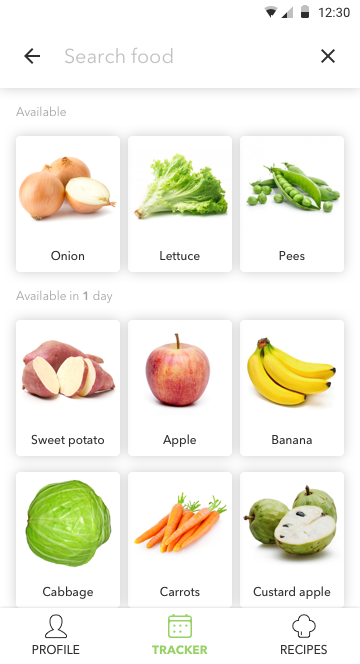 12:30
Search food
Available
Onion Lettuce Pees
Available in 1 day
Sweet potato Apple Banana
Cabbage Carrots Custard apple
PROFILE TRACKER RECIPES